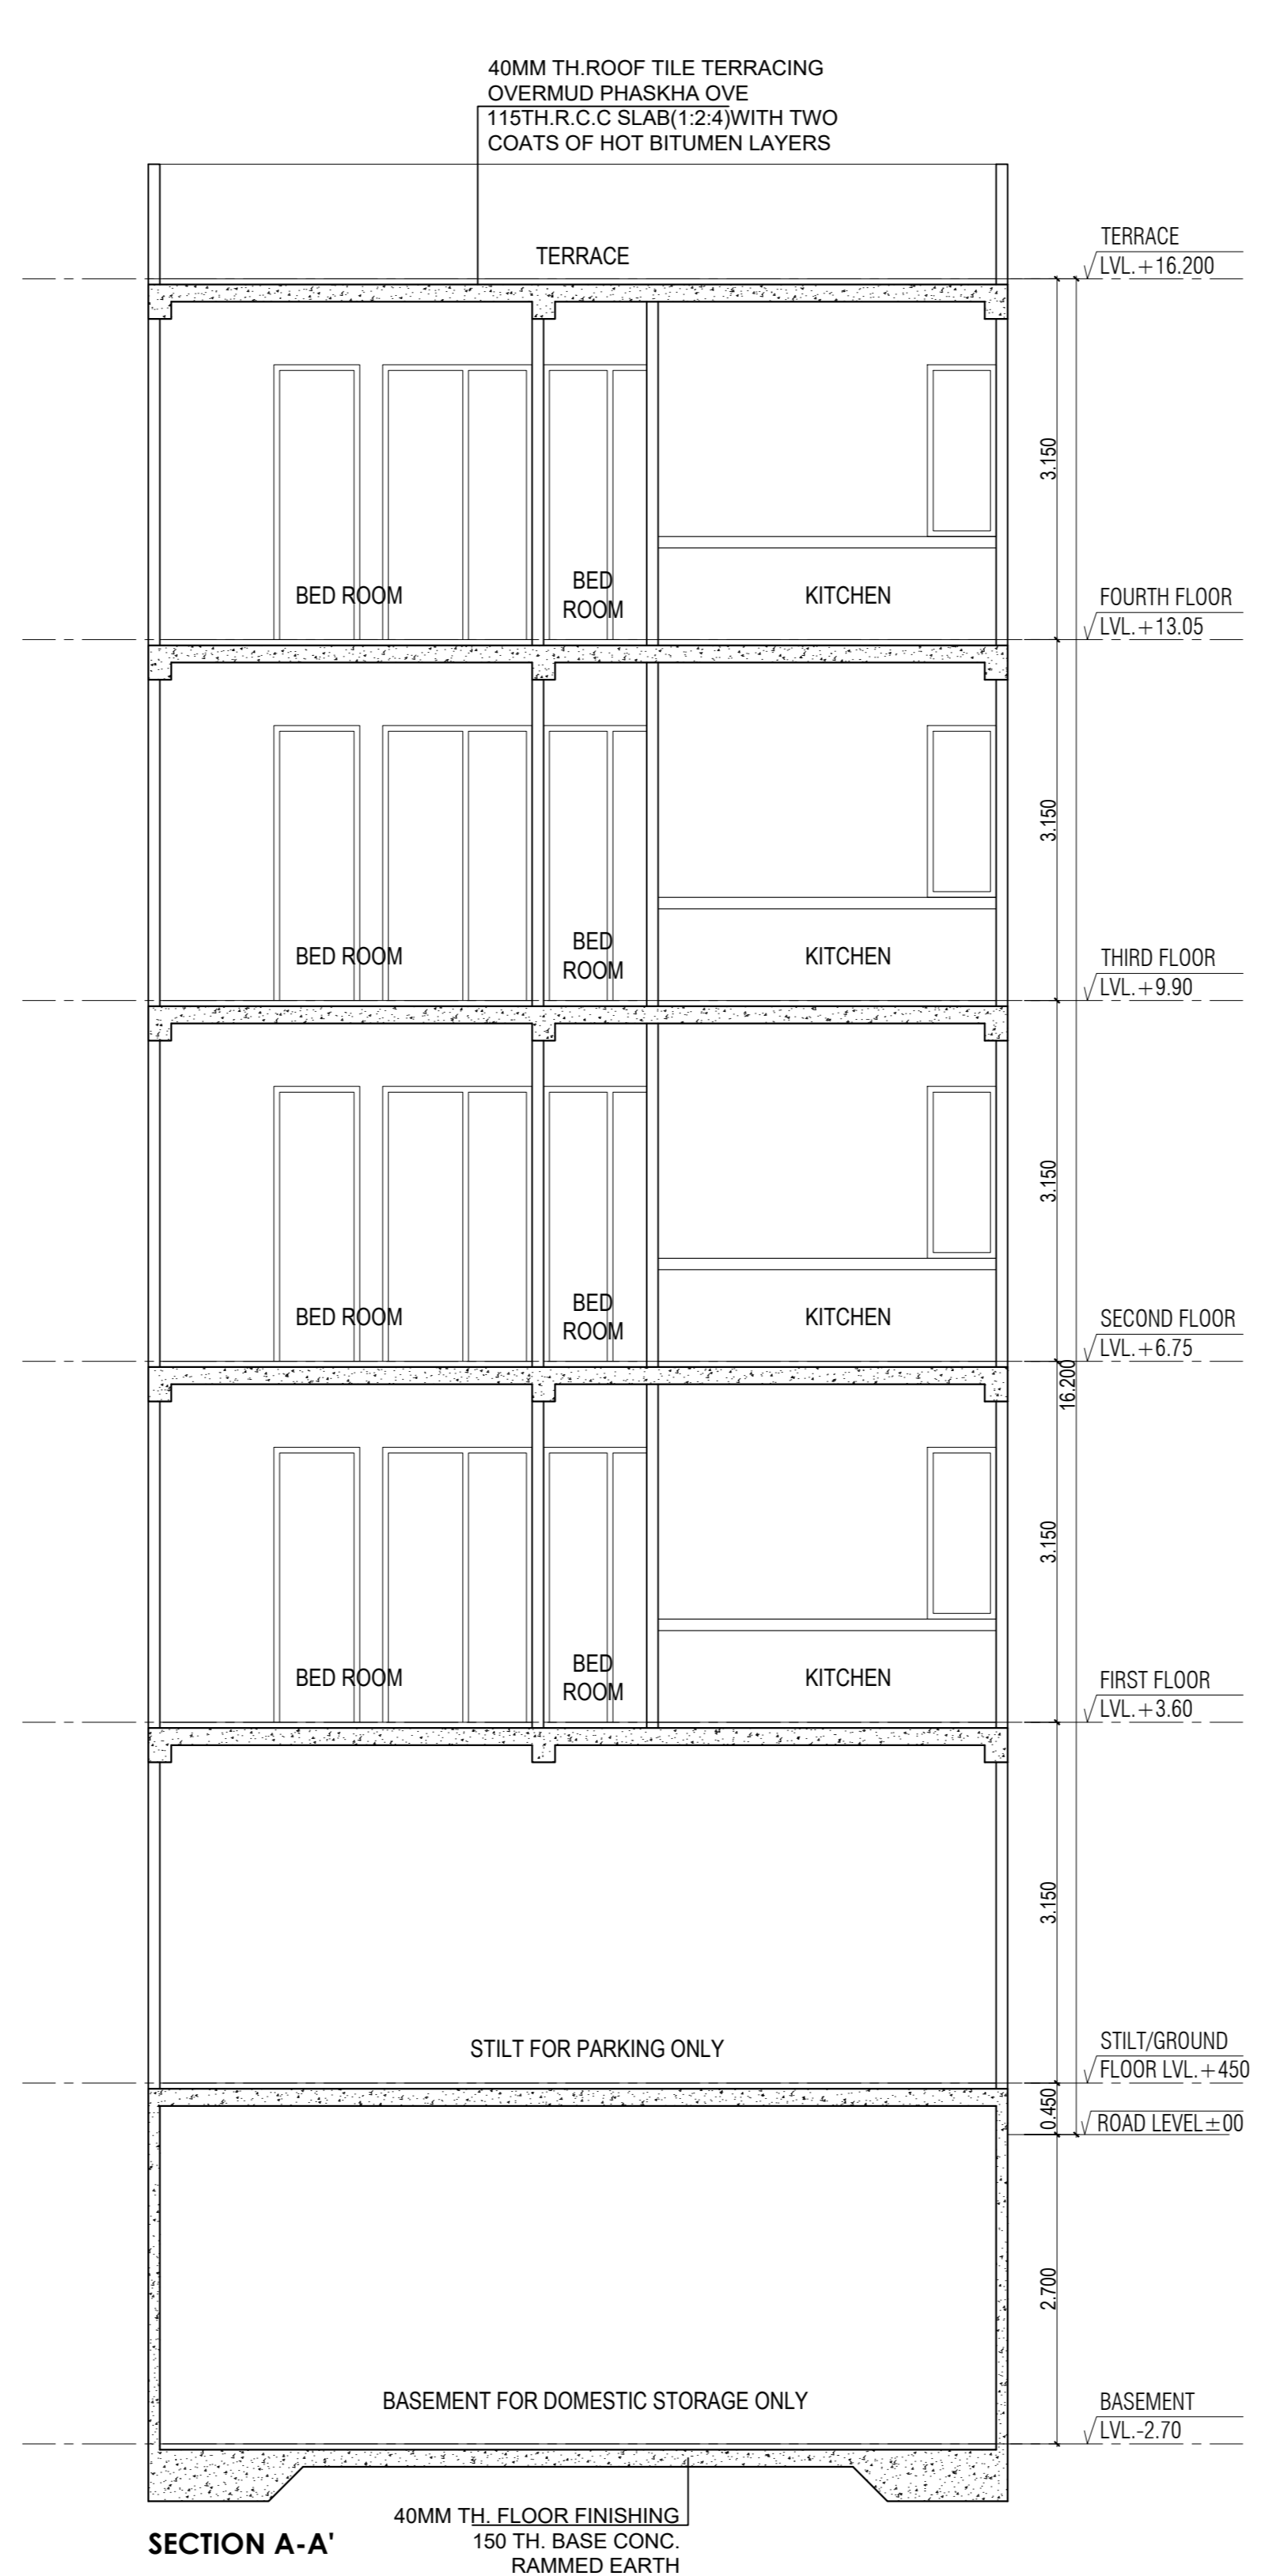 40MM TH.ROOF TILE TERRACING
OVERMUD PHASKHA OVE
115TH.R.C.C SLAB(1:2:4)WITH TWO
COATS OF HOT BITUMEN LAYERS
TERRACE
TERRACE
LVL.+16.200
3.150
BED ROOM
BED
ROOM
KITCHEN
FOURTH FLOOR
LVL.+13.05
3.150
BED ROOM
BED
ROOM
KITCHEN
THIRD FLOOR
LVL.+9.90
3.150
BED ROOM
BED
ROOM
KITCHEN
SECOND FLOOR
LVL.+6.75
16.200
3.150
BED ROOM
BED
ROOM
KITCHEN
FIRST FLOOR
LVL.+3.60
3.150
STILT FOR PARKING ONLY
STILT/GROUND
FLOOR LVL.+450
0.450
ROAD LEVEL±00
2.700
BASEMENT FOR DOMESTIC STORAGE ONLY
BASEMENT
LVL.-2.70
40MM TH. FLOOR FINISHING
150 TH. BASE CONC.
RAMMED EARTH
SECTION A-A'